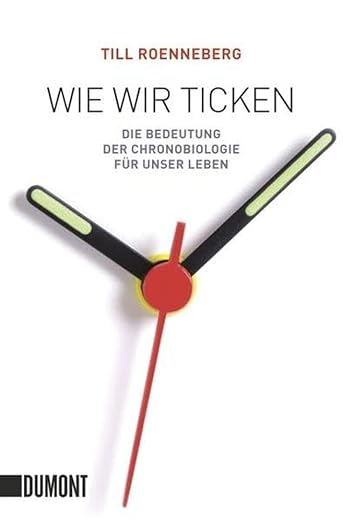 TILL ROENNEBERG
WIE WIR TICKEN
DIE BEDEUTUNG
DER CHRONOBIOLOGIE
FÜR UNSER LEBEN
DUMONT